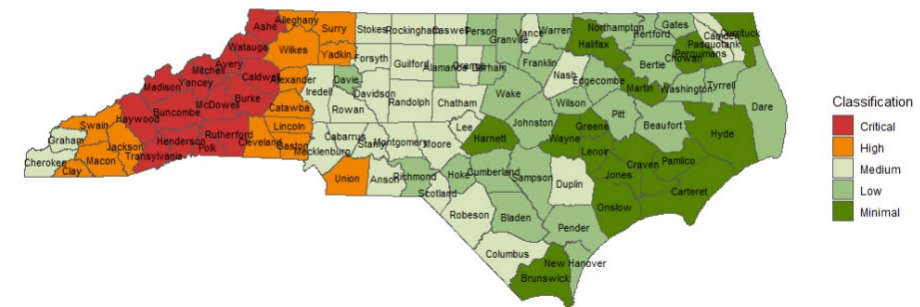 Ashe
Alleghany
Surry
Stokes
Rockingham
Caswell
Person
Granville
Vance
Warren
Northampton
Gates
Hertford
Camden
Currituck
Pasquotank
Perquimans
Chowan
Watauga
Wilkes
Yadkin
Forsyth
Guilford
Alamance
Orange
Durham
Franklin
Halifax
Bertie
Mitchell
Avery
Caldwell
Alexander
Iredell
Davie
Davidson
Randolph
Chatham
Wake
Nash
Edgecombe
Martin
Washington
Tyrrell
Dare
Madison
Yancey
Burke
Catawba
Rowan
Wilson
Pitt
Beaufort
Hyde
Buncombe
McDowell
Haywood
Swain
Graham
Rutherford
Lincoln
Cleveland
Gaston
Cabarrus
Mecklenburg
Stanly
Montgomery
Moore
Lee
Harnett
Johnston
Wayne
Greene
Lenoir
Craven
Pamlico
Cherokee
Jackson
Macon
Clay
Henderson
Transylvania
Polk
Union
Anson
Richmond
Hoke
Scotland
Cumberland
Sampson
Duplin
Jones
Carteret
Onslow
Robeson
Bladen
Pender
Columbus
New Hanover
Brunswick
Classification
Critical
High
Medium
Low
Minimal